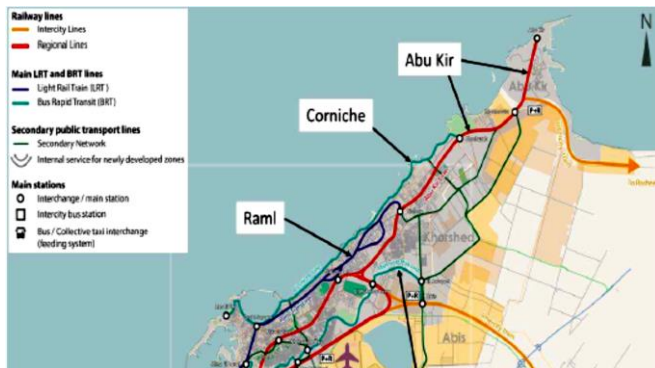 Railway lines
Intercity Lines
Regional Lines
Main LRT and BRT lines
Light Rail Train (LRT)
Bus Rapid Transit (BRT)
Secondary public transport lines
Secondary Network
Internal service for newly developed zones
Main stations
Interchange / main station
Intercity bus station
Bus / Collective taxi interchange
(feeding system)
N
Abu Kir
Abu Kir
Corniche
P+R
Raml
Khorshed
P+R
Abis
P+R